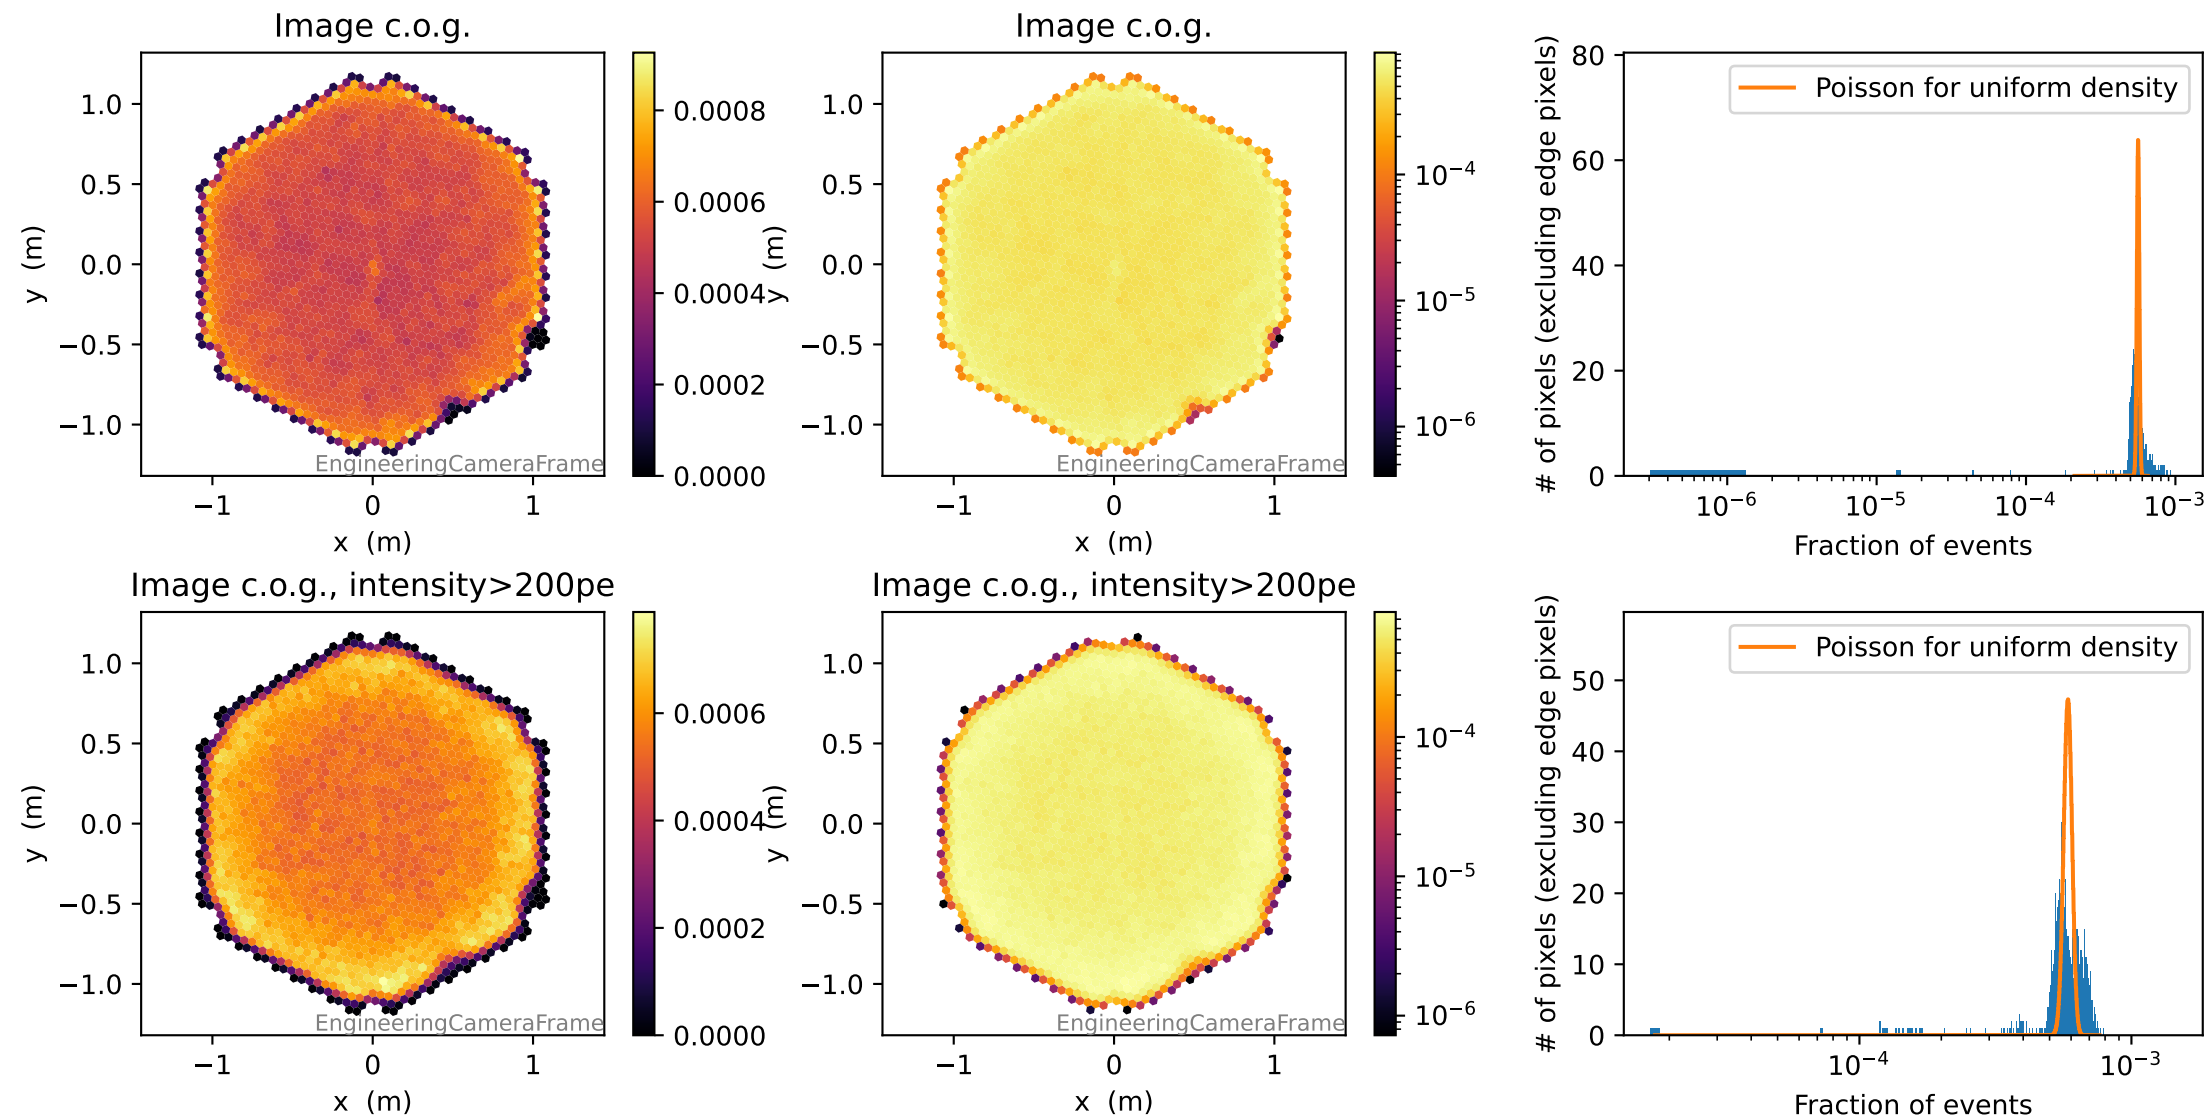 Image c.o.g.
1.0
0.5
0.0
−0.5
−1.0
y (m)
−1 0 1
x (m)
EngineeringCameraFrame
0.0008
0.0006
0.0004
0.0002
0.0000
Image c.o.g.
1.0
0.5
0.0
−0.5
−1.0
y (m)
−1 0 1
x (m)
EngineeringCameraFrame
10⁻⁴
10⁻⁵
10⁻⁶
Poisson for uniform density
80
60
40
20
0
# of pixels (excluding edge pixels)
10⁻⁶ 10⁻⁵ 10⁻⁴ 10⁻³
Fraction of events
Image c.o.g., intensity>200pe
1.0
0.5
0.0
−0.5
−1.0
y (m)
−1 0 1
x (m)
EngineeringCameraFrame
0.0006
0.0004
0.0002
0.0000
Image c.o.g., intensity>200pe
1.0
0.5
0.0
−0.5
−1.0
y (m)
−1 0 1
x (m)
EngineeringCameraFrame
10⁻⁴
10⁻⁵
10⁻⁶
Poisson for uniform density
50
40
30
20
10
0
# of pixels (excluding edge pixels)
10⁻⁴ 10⁻³
Fraction of events